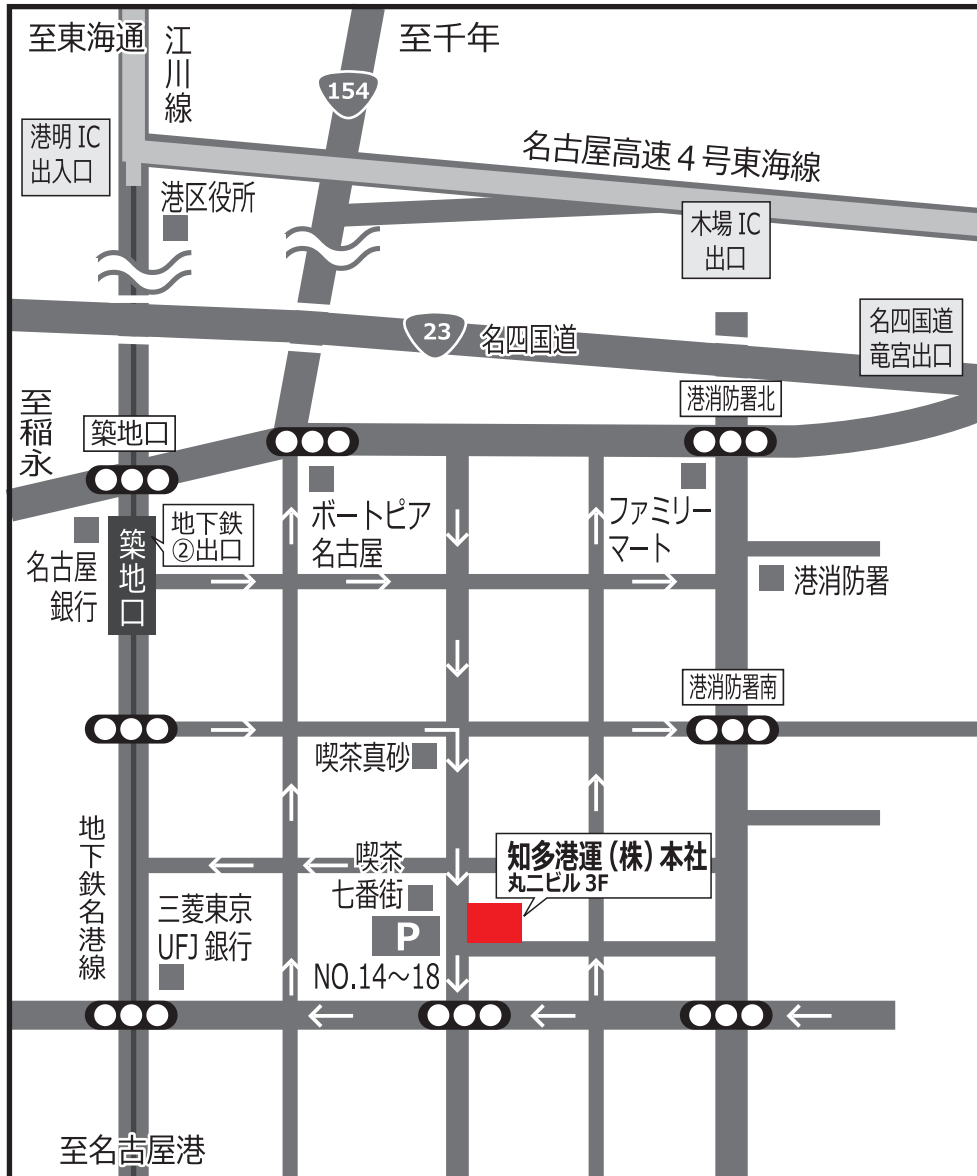 至東海通
江川線
至千年
154
港明 IC
出入口
名古屋高速4号東海線
港区役所
木場 IC
出口
23
名四国道
名四国道
竜宮出口
至稲永
築地口
港消防署北
地下鉄
②出口
築地口
名古屋
銀行
ボートピア
名古屋
ファミリー
マート
港消防署
港消防署南
喫茶真砂
地下鉄名港線
喫茶
七番街
知多港運(株)本社
丸二ビル 3F
三菱東京
UFJ 銀行
P
NO.14〜18
至名古屋港